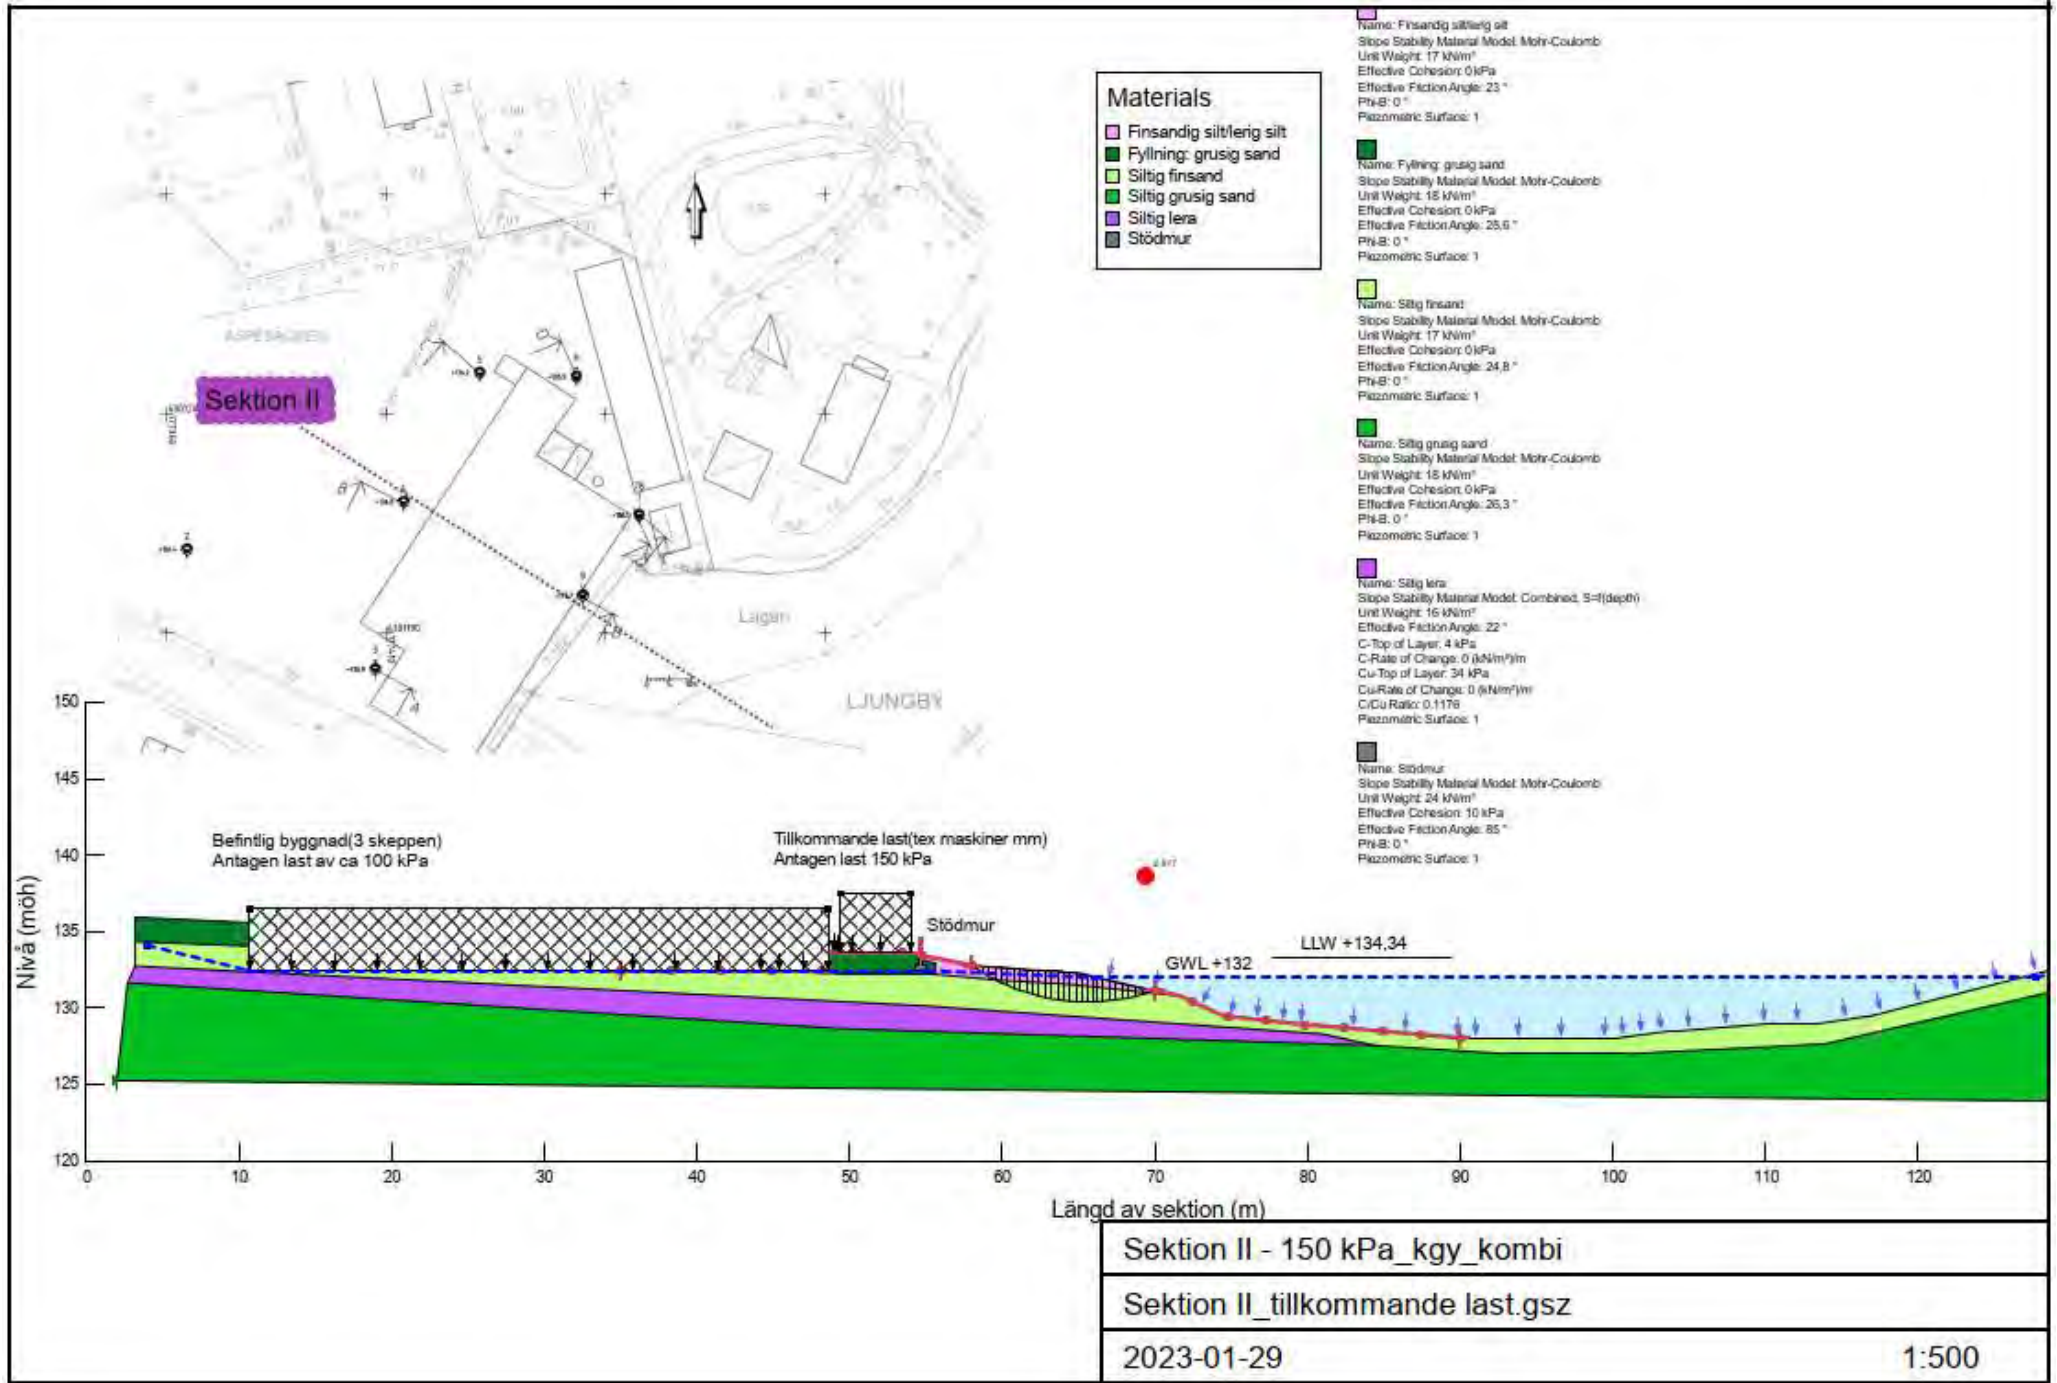 Name: Finsandig silt/lerig silt
Slope Stability Material Model: Mohr-Coulomb
Unit Weight: 17 kN/m³
Effective Cohesion: 0 kPa
Effective Friction Angle: 23 °
Phi-B: 0 °
Piezometric Surface: 1
Materials
Finsandig silt/lerig silt
Fyllning: grusig sand
Siltig finsand
Siltig grusig sand
Siltig lera
Stödmur
Name: Fyllning: grusig sand
Slope Stability Material Model: Mohr-Coulomb
Unit Weight: 18 kN/m³
Effective Cohesion: 0 kPa
Effective Friction Angle:
Phi-B: 0 °
Piezometric Surface: 1
Name: Siltig finsand
Slope Stability Material Model: Mohr-Coulomb
Unit Weight: 17 kN/m³
Effective Cohesion: 0 kPa
Effective Friction Angle: 24,8 °
Phi-B: 0 °
Piezometric Surface: 1
Name: Siltig grusig sand
Slope Stability Material Model: Mohr-Coulomb
Unit Weight: 18 kN/m³
Effective Cohesion: 0 kPa
Effective Friction Angle: 26,3 °
Phi-B: 0 °
Piezometric Surface: 1
Name: Siltig lera
Slope Stability Material Model: Combined, S=f(depth)
Unit Weight: 16 kN/m³
Effective Friction Angle: 22 °
C-Top of Layer: 4 kPa
C-Rate of Change: 0 (kN/m²)/m
Cu-Top of Layer: 34 kPa
Cu-Rate of Change: 0 (kN/m²)/m
C/Cu Ratio: 0.1176
Piezometric Surface: 1
Name: Stödmur
Slope Stability Material Model: Mohr-Coulomb
Unit Weight: 24 kN/m³
Effective Cohesion: 10 kPa
Effective Friction Angle: 85 °
Phi-B: 0 °
Piezometric Surface: 1
Sektion II
Lagan
LJUNGBY
150
145
140
135
130
125
120
Nivå (möh)
Befintlig byggnad(3 skeppen)
Antagen last av ca 100 kPa
Tillkommande last(tex maskiner mm)
Antagen last 150 kPa
Stödmur
LLW +134,34
GWL +132
0 10 20 30 40 50 60 70 80 90 100 110 120
Längd av sektion (m)
Sektion II - 150 kPa_kgy_kombi
Sektion II_tillkommande last.gsz
2023-01-29 1:500